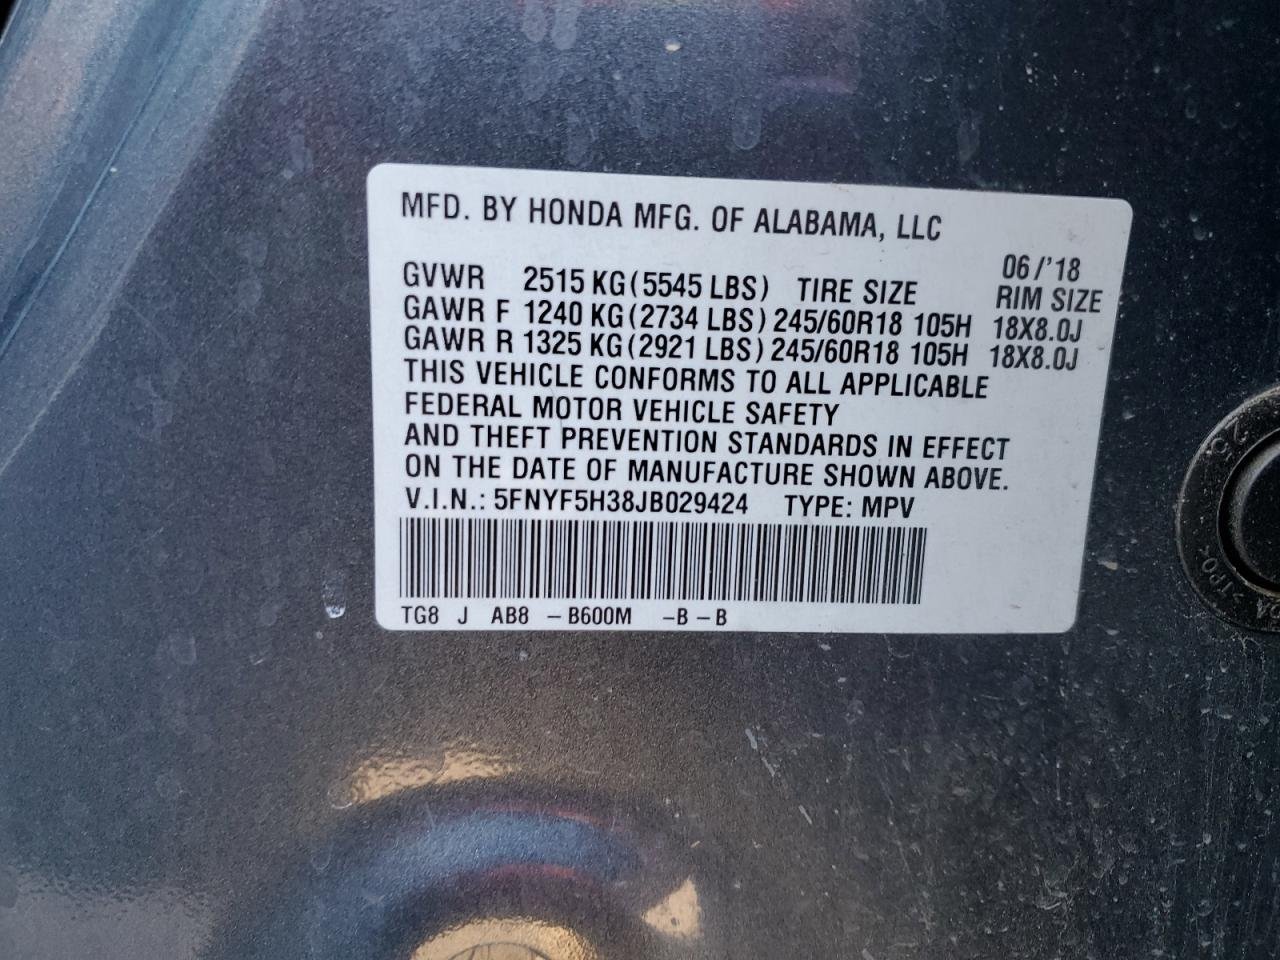 MFD. BY HONDA MFG. OF ALABAMA, LLC
06/'18
GVWR 2515 KG (5545 LBS) TIRE SIZE RIM SIZE
GAWR F 1240 KG (2734 LBS) 245/60R18 105H 18X8.0J
GAWR R 1325 KG (2921 LBS) 245/60R18 105H 18X8.0J
THIS VEHICLE CONFORMS TO ALL APPLICABLE
FEDERAL MOTOR VEHICLE SAFETY
AND THEFT PREVENTION STANDARDS IN EFFECT
ON THE DATE OF MANUFACTURE SHOWN ABOVE.
V.I.N.: 5FNYF5H38JB029424 TYPE: MPV
TG8 J AB8 – B600M – B – B